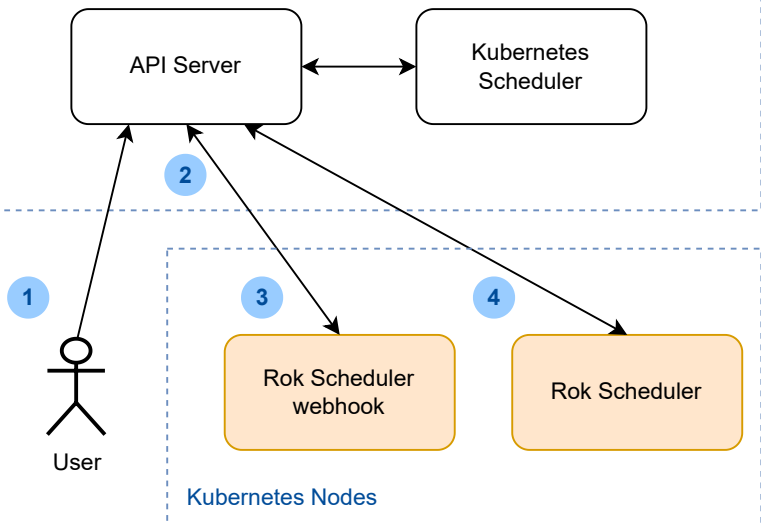 API Server
Kubernetes
Scheduler
2
1
3
4
Rok Scheduler
webhook
Rok Scheduler
User
Kubernetes Nodes